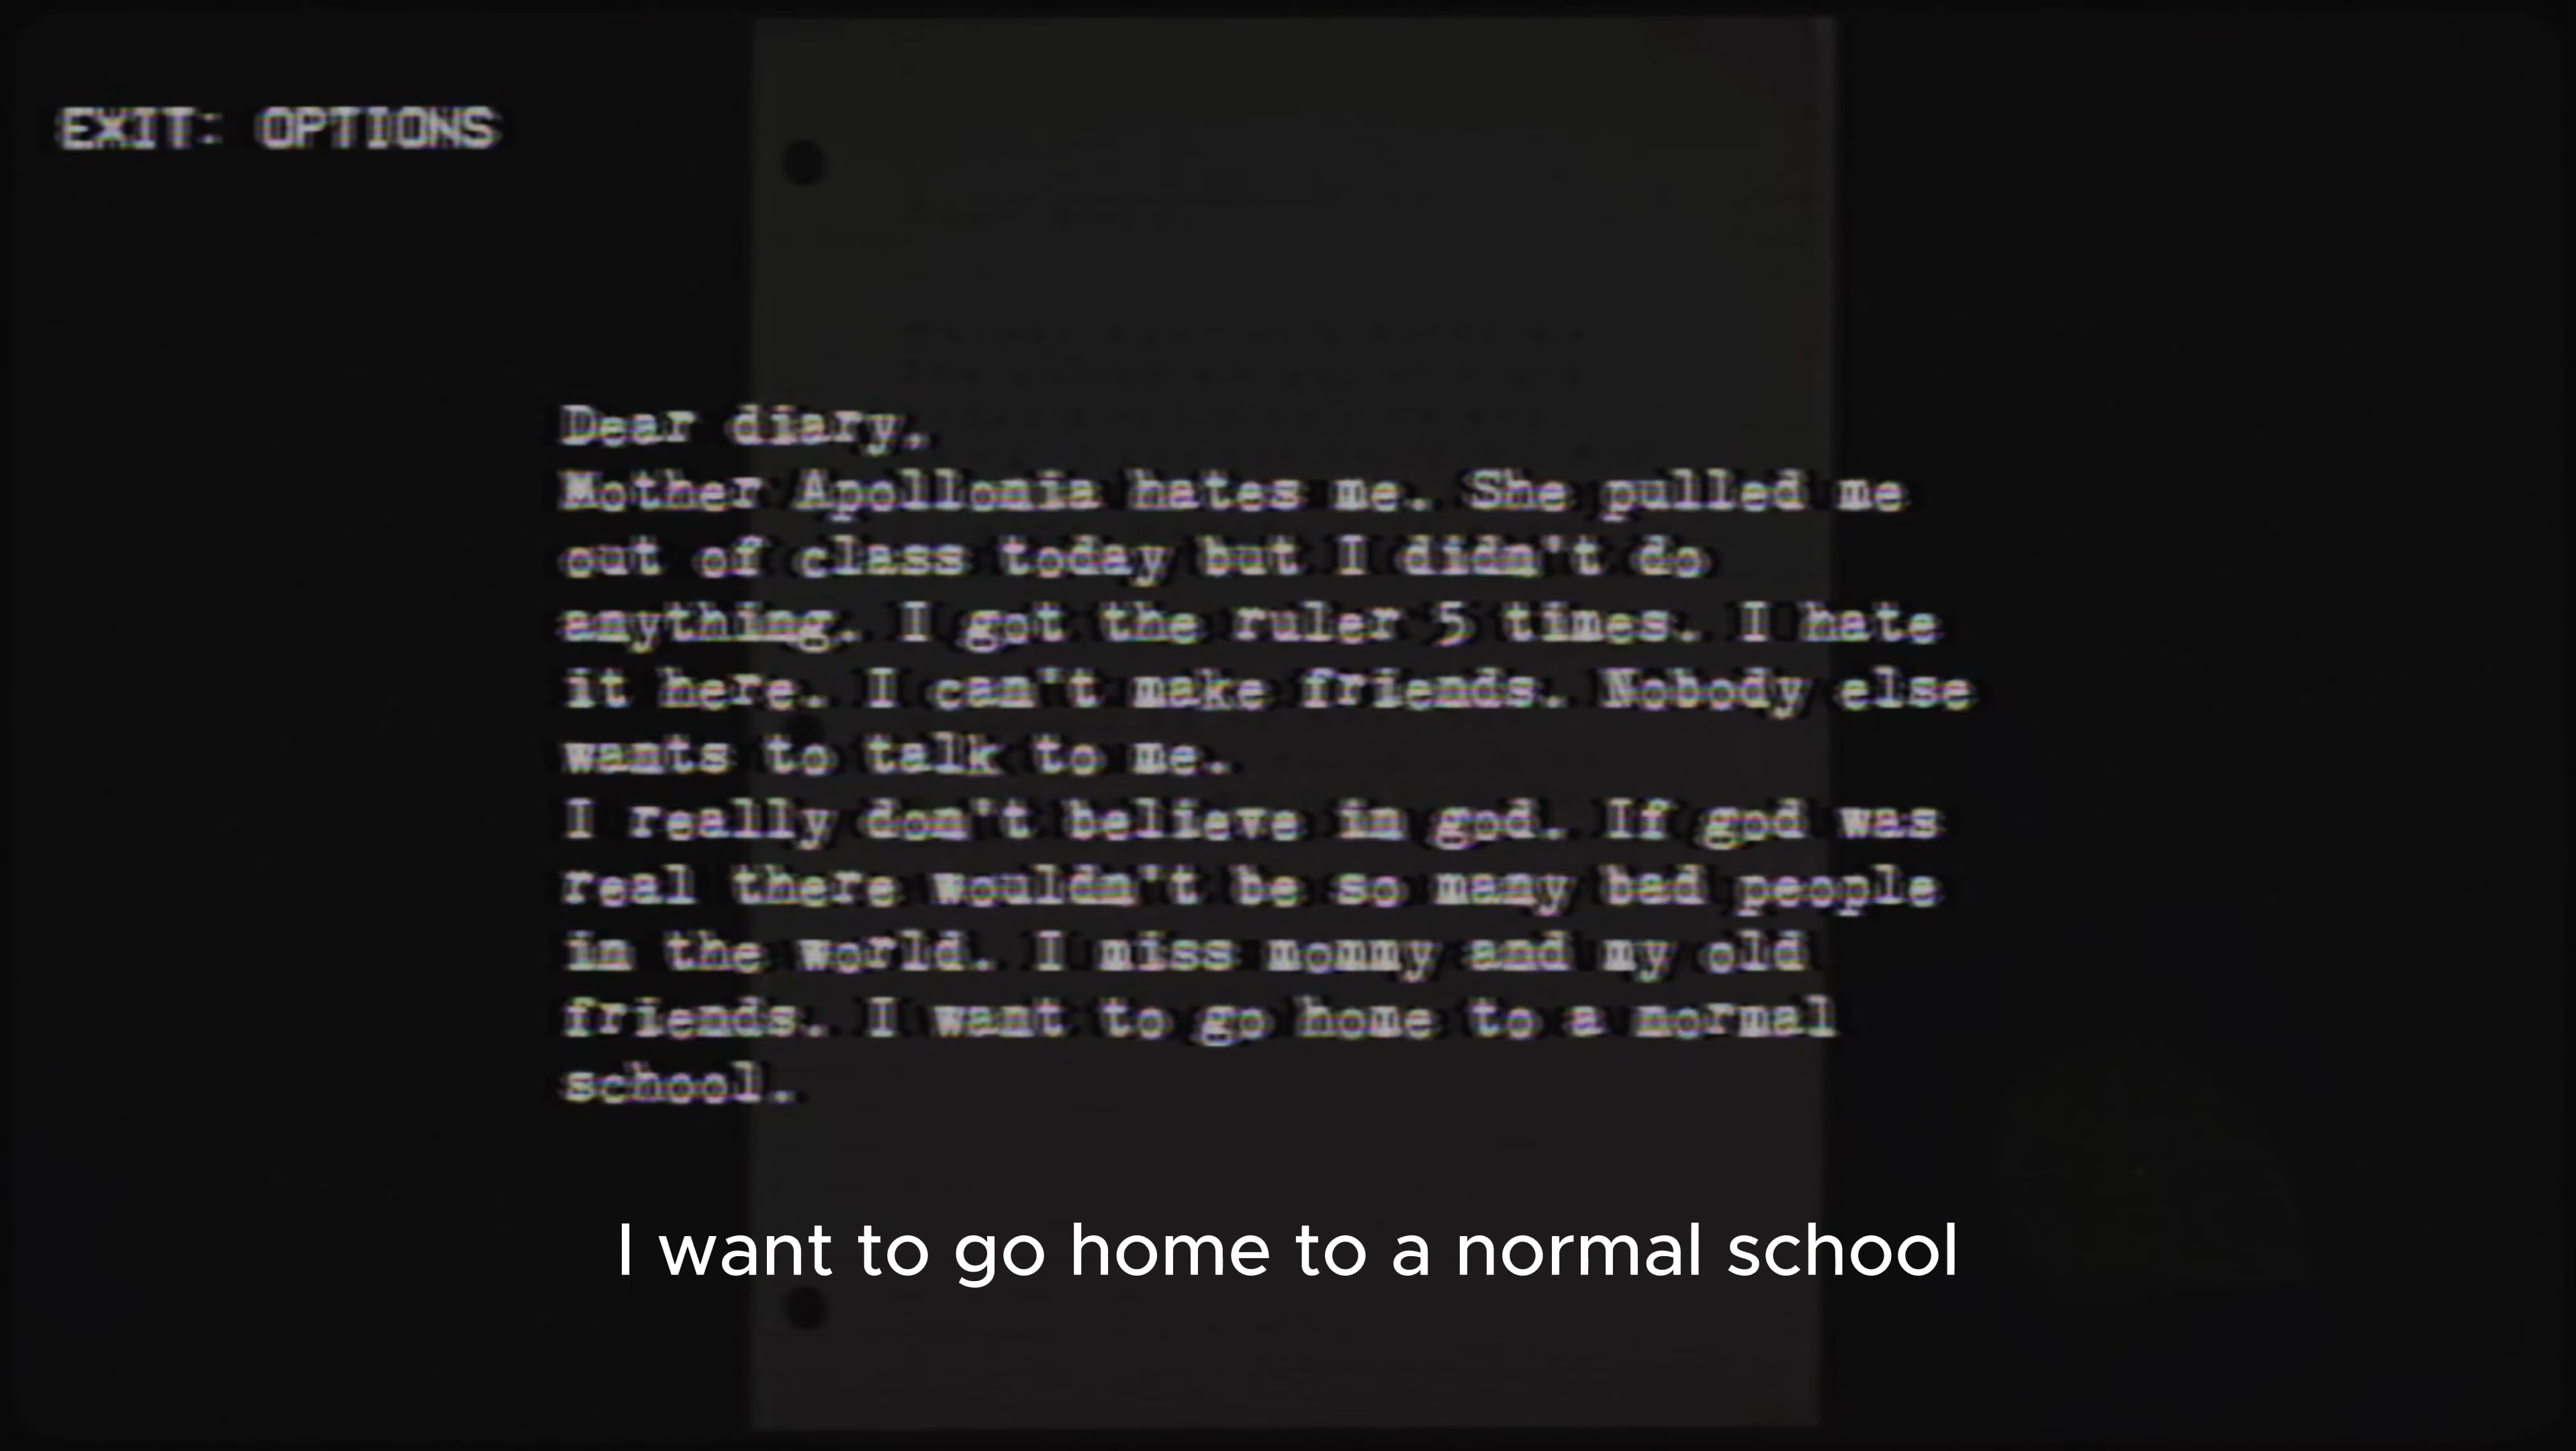 EXIT: OPTIONS
Dear diary,
Mother Apollonia hates me. She pulled me
out of class today but I didn't do
anything. I got the ruler 5 times. I hate
it here. I can't make friends. Nobody else
wants to talk to me.
I really don't believe in god. If god was
real there wouldn't be so many bad people
in the world. I miss mommy and my old
friends. I want to go home to a normal
school.
I want to go home to a normal school